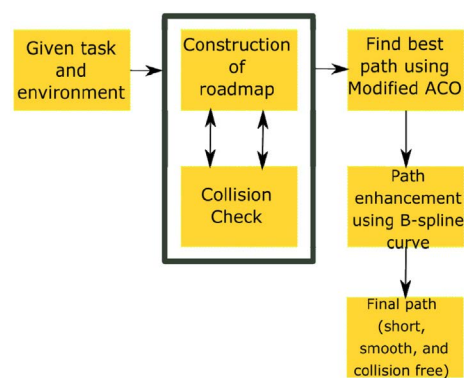 Given task
and
environment
Construction
of
roadmap
Collision
Check
Find best
path using
Modified ACO
Path
enhancement
using B-spline
curve
Final path
(short,
smooth, and
collision free)